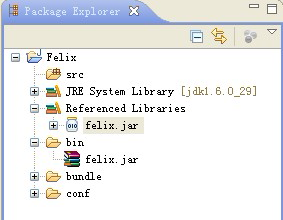 Package Explorer
Felix
src
JRE System Library [jdk1.6.0_29]
Referenced Libraries
felix.jar
bin
felix.jar
bundle
conf